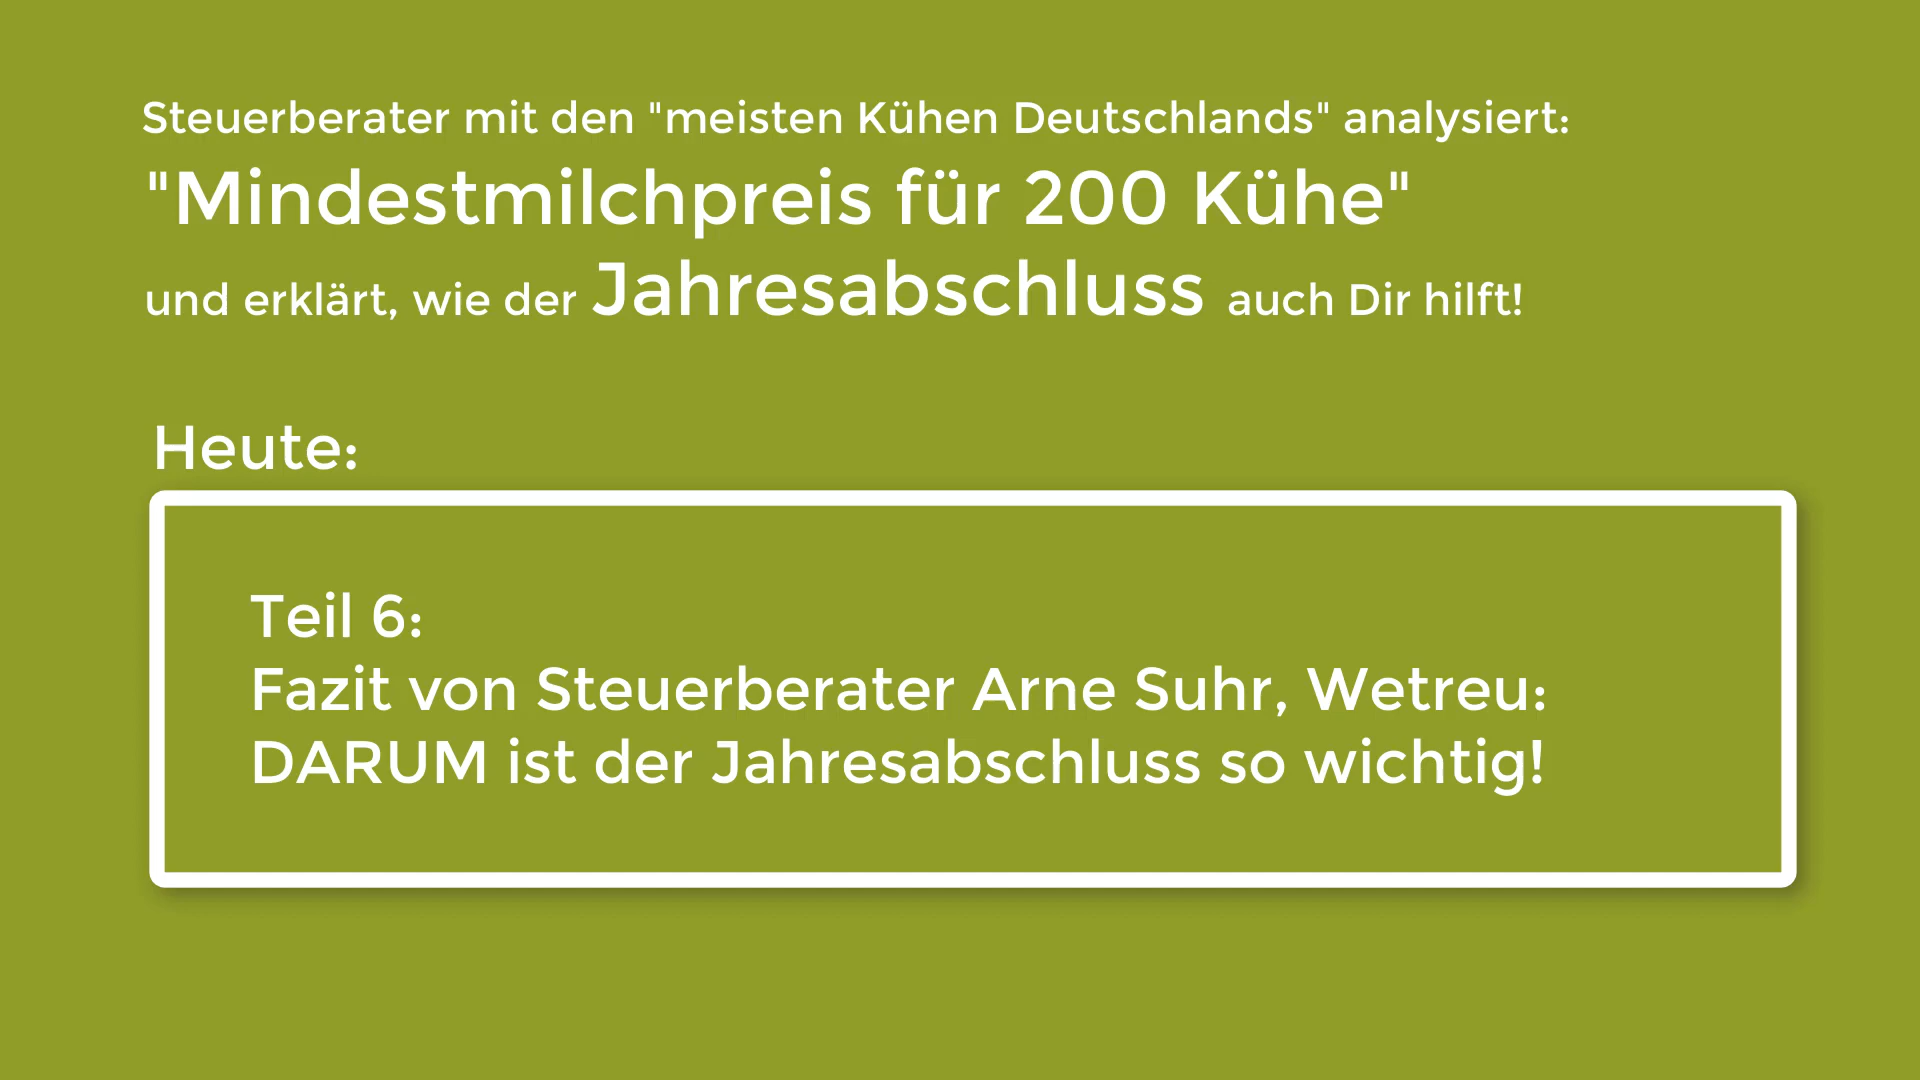 Steuerberater mit den "meisten Kühen Deutschlands" analysiert:
"Mindestmilchpreis für 200 Kühe"
und erklärt, wie der Jahresabschluss auch Dir hilft!
Heute:
Teil 6:
Fazit von Steuerberater Arne Suhr, Wetreu:
DARUM ist der Jahresabschluss so wichtig!